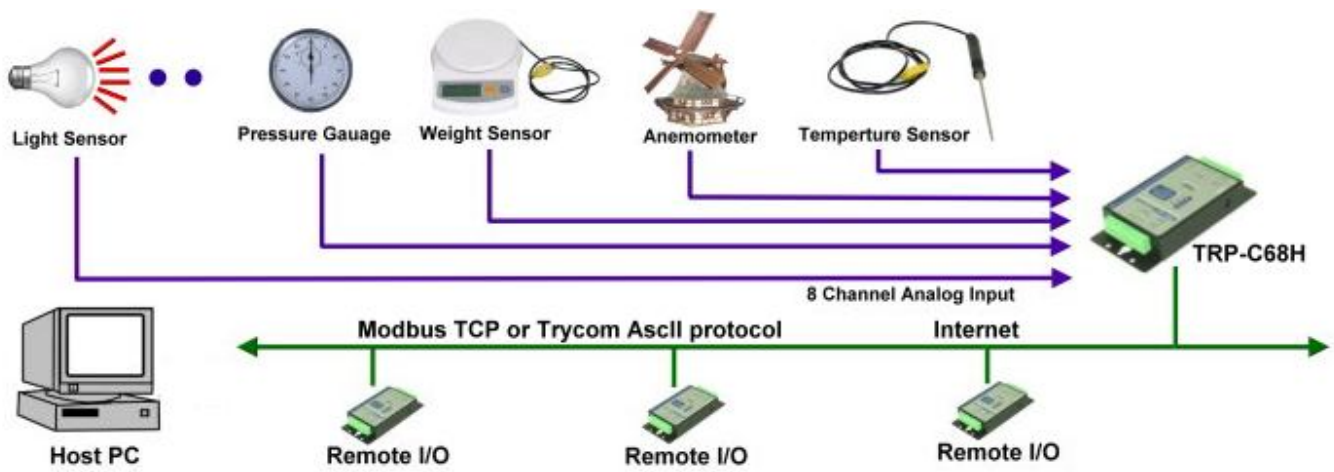 Light Sensor
Pressure Gauage
Weight Sensor
Anemometer
Temperture Sensor
TRP-C68H
8 Channel Analog Input
Modbus TCP or Trycom AscII protocol
Internet
Host PC
Remote I/O
Remote I/O
Remote I/O